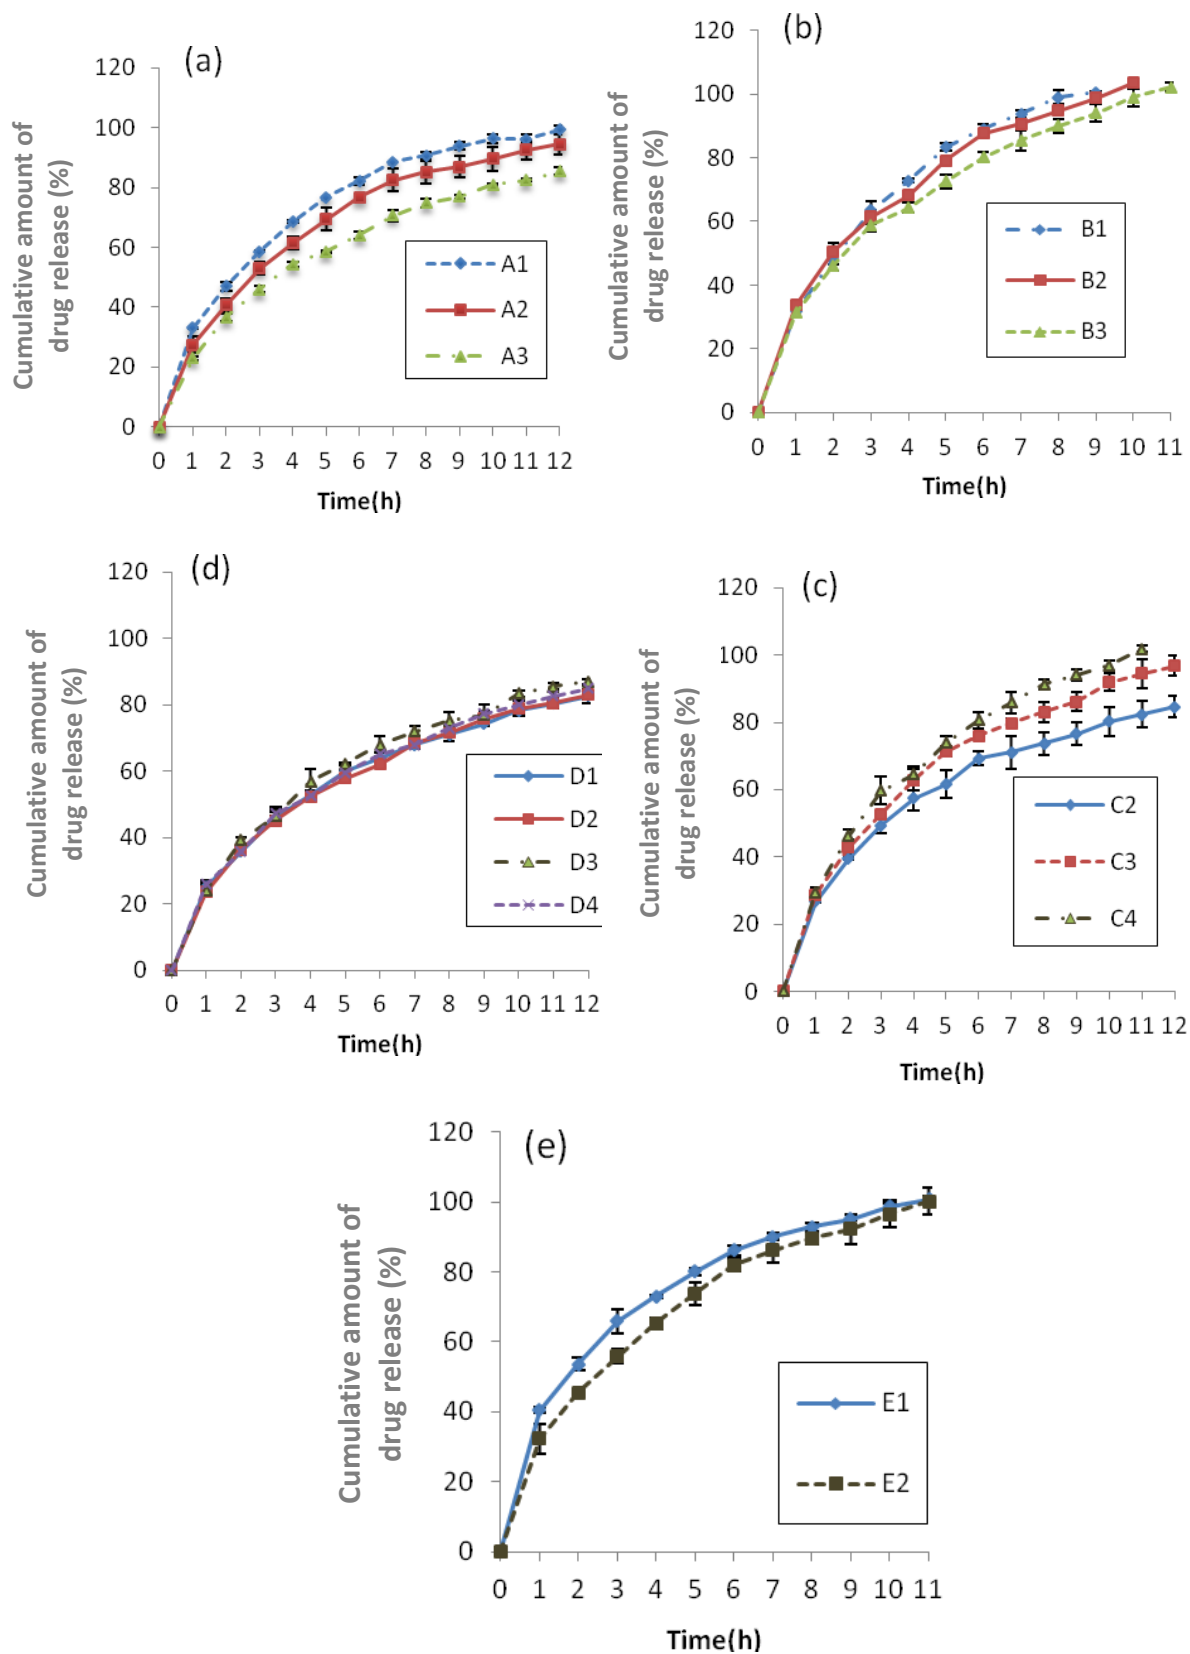 (a)
120
100
80
60
40
20
0
Cumulative amount of
drug release (%)
A1
A2
A3
0 1 2 3 4 5 6 7 8 9 10 11 12
Time(h)
(b)
120
100
80
60
40
20
0
Cumulative amount of
drug release (%)
B1
B2
B3
0 1 2 3 4 5 6 7 8 9 10 11
Time(h)
(d)
120
100
80
60
40
20
0
Cumulative amount of
drug release (%)
D1
D2
D3
D4
0 1 2 3 4 5 6 7 8 9 10 11 12
Time(h)
(c)
120
100
80
60
40
20
0
Cumulative amount of
drug release (%)
C2
C3
C4
0 1 2 3 4 5 6 7 8 9 10 11 12
Time(h)
(e)
120
100
80
60
40
20
0
Cumulative amount of
drug release (%)
E1
E2
0 1 2 3 4 5 6 7 8 9 10 11
Time(h)